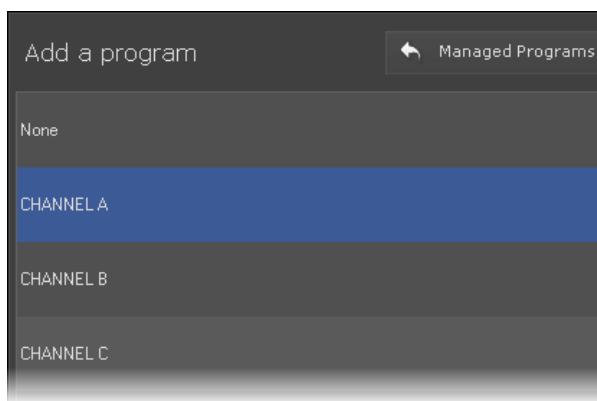 Add a program
Managed Programs
None
CHANNEL A
CHANNEL B
CHANNEL C